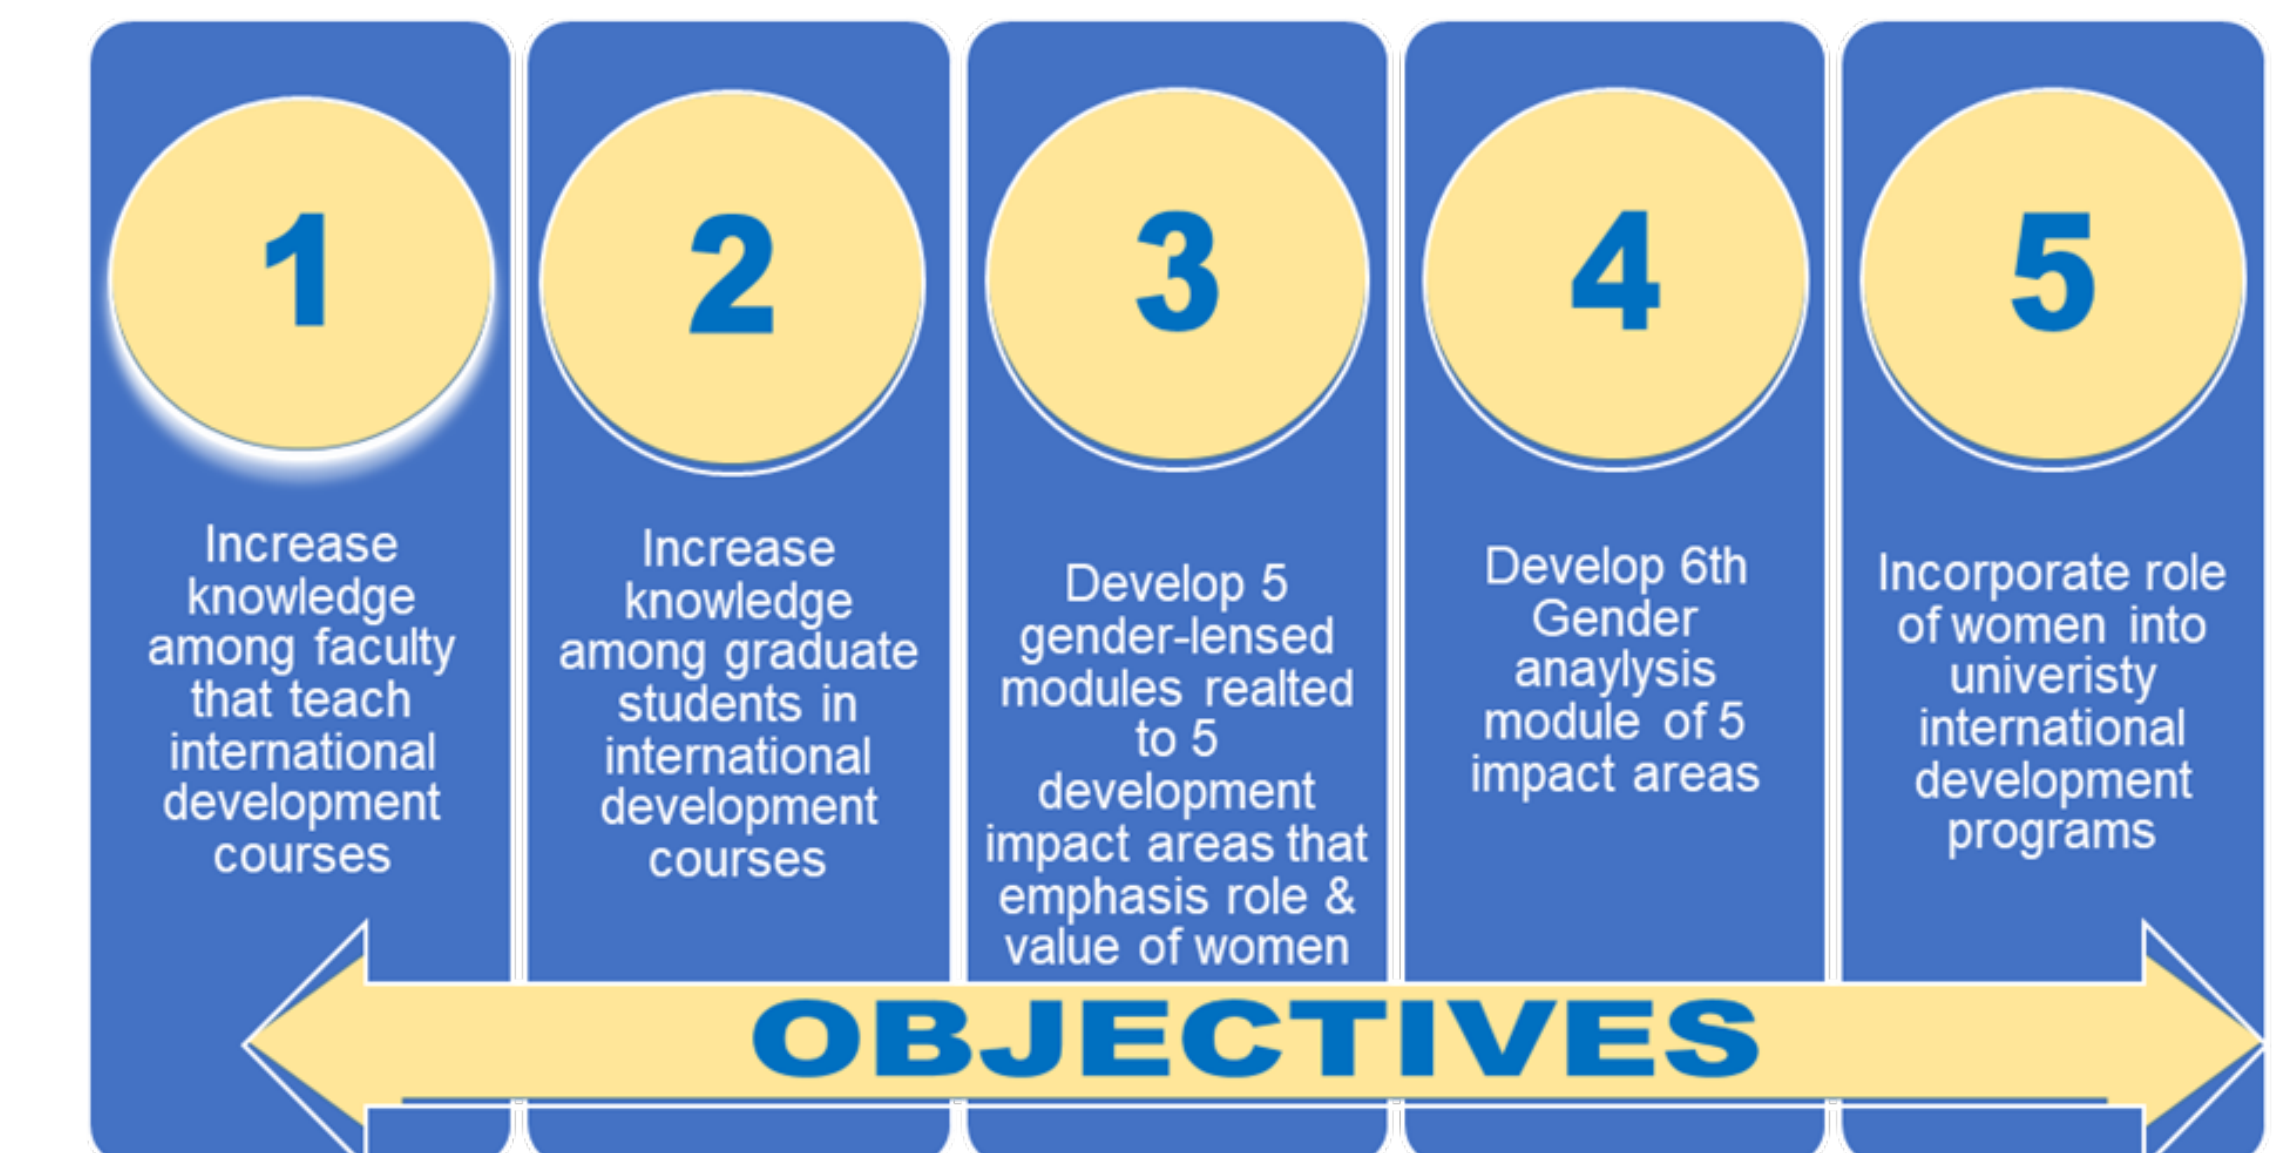 1
Increase
knowledge
among faculty
that teach
international
development
courses
2
Increase
knowledge
among graduate
students in
international
development
courses
3
Develop 5
gender-lensed
modules realted
to 5
development
impact areas that
emphasis role &
value of women
4
Develop 6th
Gender
anaylysis
module of 5
impact areas
5
Incorporate role
of women into
univeristy
international
development
programs
OBJECTIVES